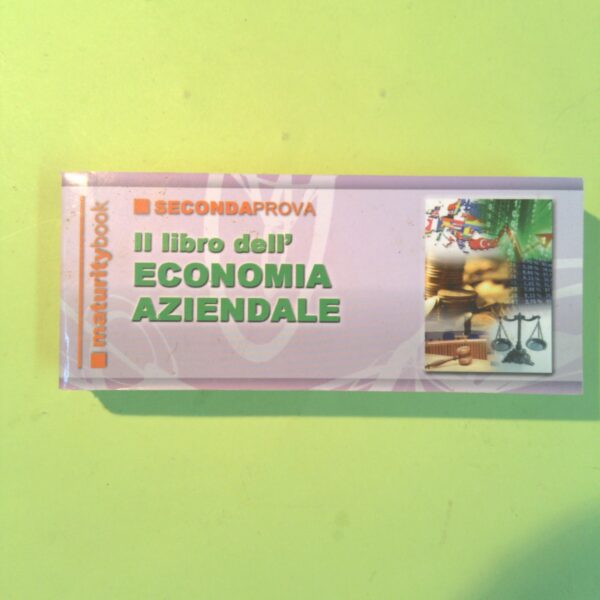 maturitybook
SECONDAPROVA
Il libro dell'
ECONOMIA
AZIENDALE